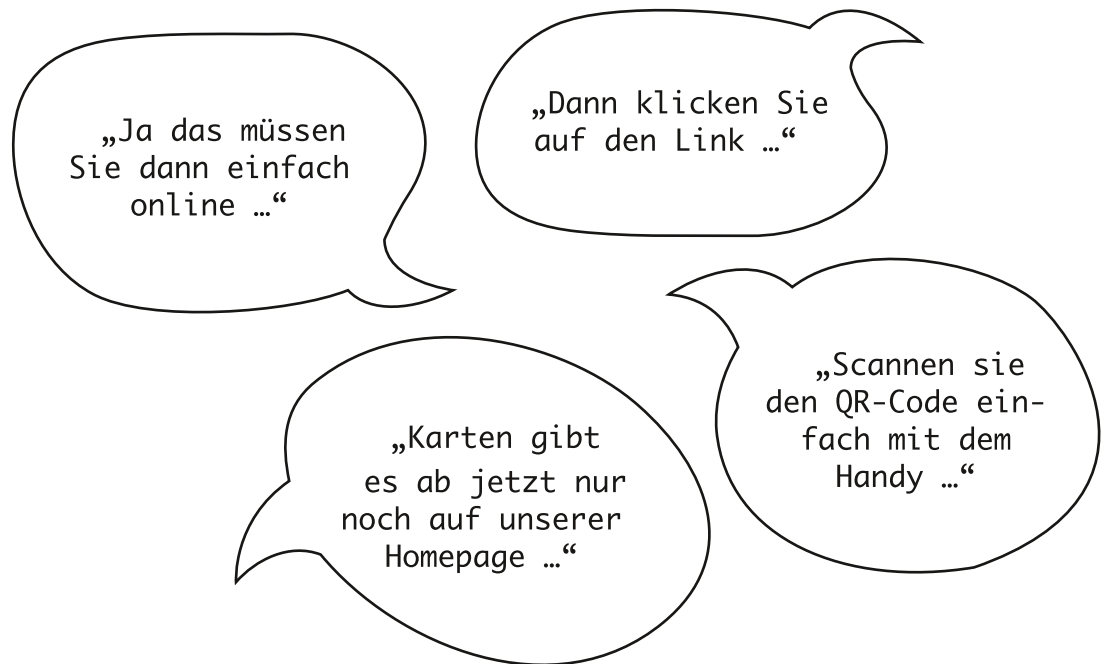 „Ja das müssen
Sie dann einfach
online …“
„Dann klicken Sie
auf den Link …“
„Karten gibt
es ab jetzt nur
noch auf unserer
Homepage …“
„Scannen sie
den QR-Code ein-
fach mit dem
Handy …“